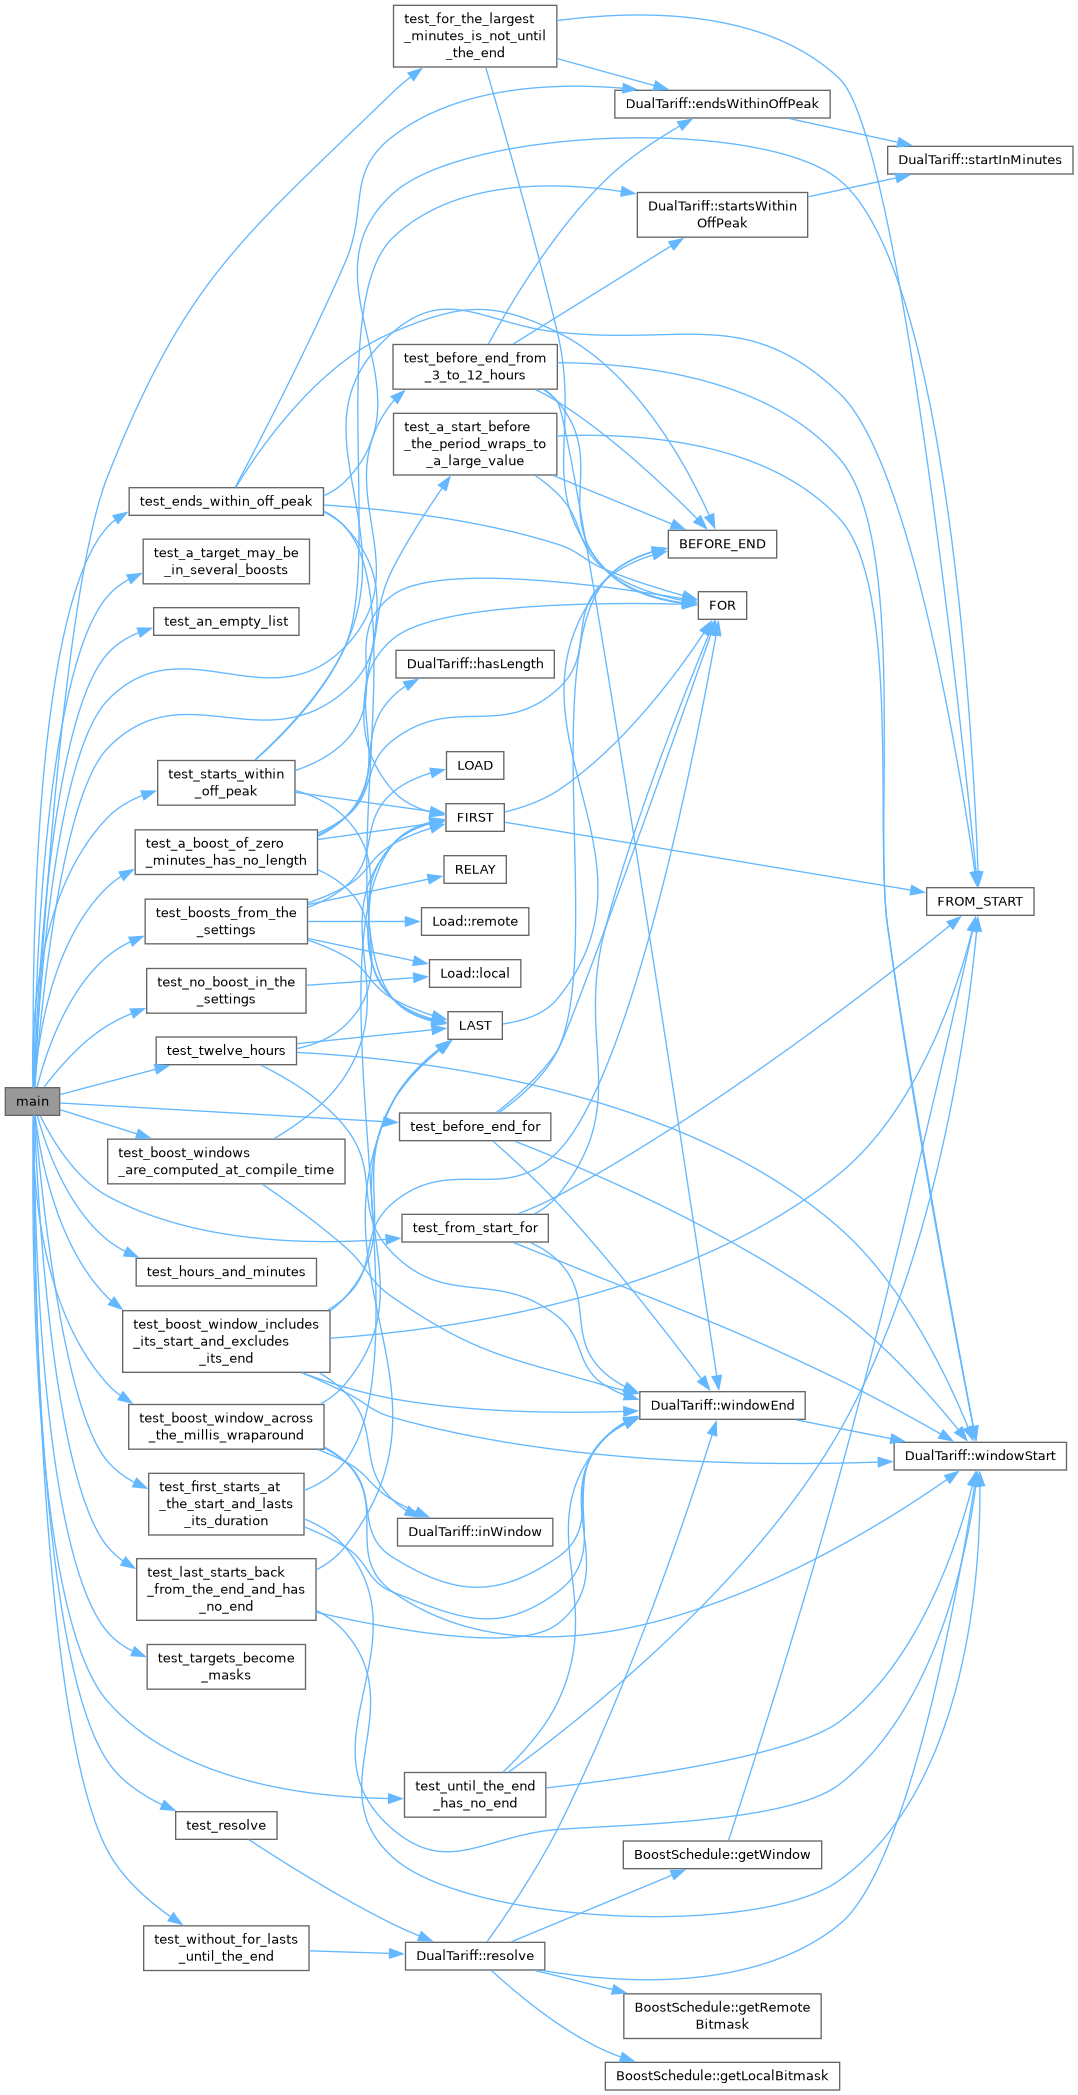 test_for_the_largest
_minutes_is_not_until
_the_end
DualTariff::endsWithinOffPeak
DualTariff::startInMinutes
DualTariff::startsWithin
OffPeak
test_before_end_from
_3_to_12_hours
test_a_start_before
_the_period_wraps_to
_a_large_value
test_ends_within_off_peak
BEFORE_END
test_a_target_may_be
_in_several_boosts
FOR
test_an_empty_list
DualTariff::hasLength
LOAD
test_starts_within
_off_peak
FIRST
test_a_boost_of_zero
_minutes_has_no_length
RELAY
FROM_START
test_boosts_from_the
_settings
Load::remote
Load::local
test_no_boost_in_the
_settings
LAST
test_twelve_hours
main
test_before_end_for
test_boost_windows
_are_computed_at_compile_time
test_from_start_for
test_hours_and_minutes
test_boost_window_includes
_its_start_and_excludes
_its_end
DualTariff::windowEnd
test_boost_window_across
_the_millis_wraparound
DualTariff::windowStart
test_first_starts_at
_the_start_and_lasts
_its_duration
DualTariff::inWindow
test_last_starts_back
_from_the_end_and_has
_no_end
test_targets_become
_masks
test_until_the_end
_has_no_end
test_resolve
BoostSchedule::getWindow
test_without_for_lasts
_until_the_end
DualTariff::resolve
BoostSchedule::getRemote
Bitmask
BoostSchedule::getLocalBitmask